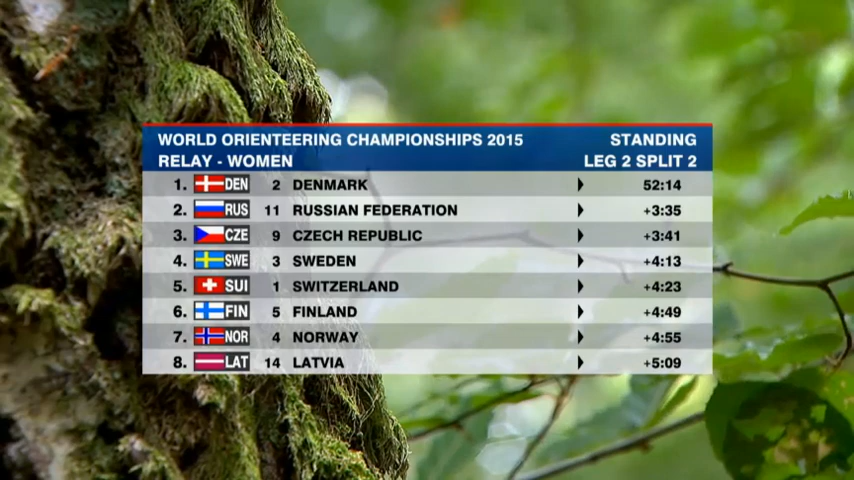 WORLD ORIENTEERING CHAMPIONSHIPS 2015 STANDING
RELAY - WOMEN LEG 2 SPLIT 2
1. DEN 2 DENMARK 52:14
2. RUS 11 RUSSIAN FEDERATION +3:35
3. CZE 9 CZECH REPUBLIC +3:41
4. SWE 3 SWEDEN +4:13
5. SUI 1 SWITZERLAND +4:23
6. FIN 5 FINLAND +4:49
7. NOR 4 NORWAY +4:55
8. LAT 14 LATVIA +5:09